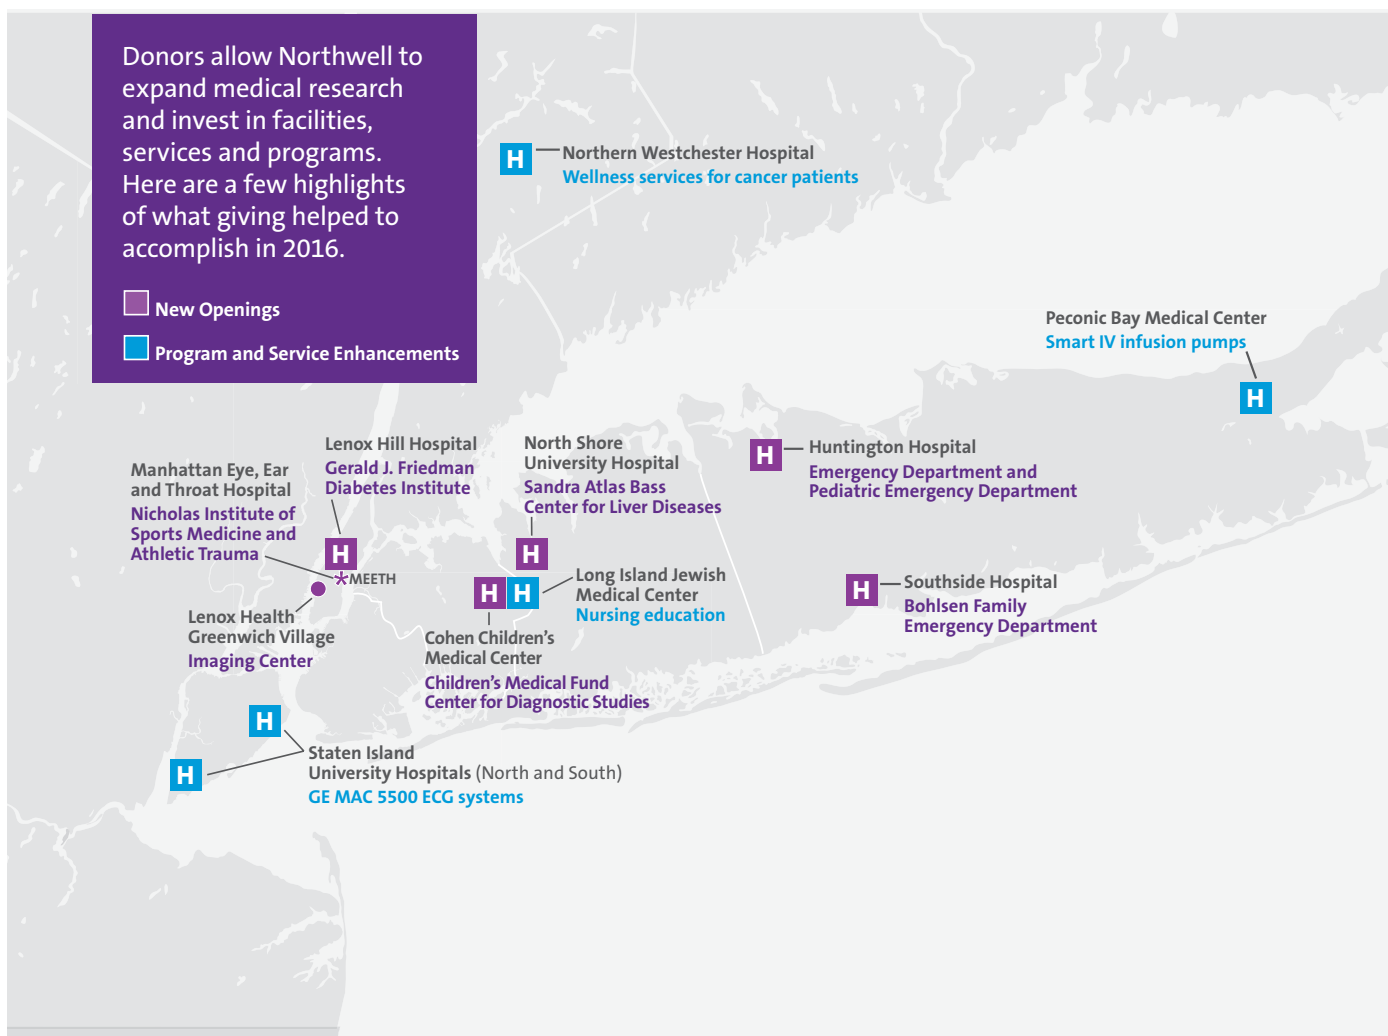 Donors allow Northwell to
expand medical research
and invest in facilities,
services and programs.
Here are a few highlights
of what giving helped to
accomplish in 2016.
New Openings
Program and Service Enhancements
H
Northern Westchester Hospital
Wellness services for cancer patients
Peconic Bay Medical Center
Smart IV infusion pumps
H
Lenox Hill Hospital
Gerald J. Friedman
Diabetes Institute
H
Manhattan Eye, Ear
and Throat Hospital
Nicholas Institute of
Sports Medicine and
Athletic Trauma
*MEETH
Lenox Health
Greenwich Village
Imaging Center
North Shore
University Hospital
Sandra Atlas Bass
Center for Liver Diseases
H
H
Huntington Hospital
Emergency Department and
Pediatric Emergency Department
H H
Long Island Jewish
Medical Center
Nursing education
Cohen Children’s
Medical Center
Children’s Medical Fund
Center for Diagnostic Studies
H
Southside Hospital
Bohlsen Family
Emergency Department
H
H
Staten Island
University Hospitals (North and South)
GE MAC 5500 ECG systems